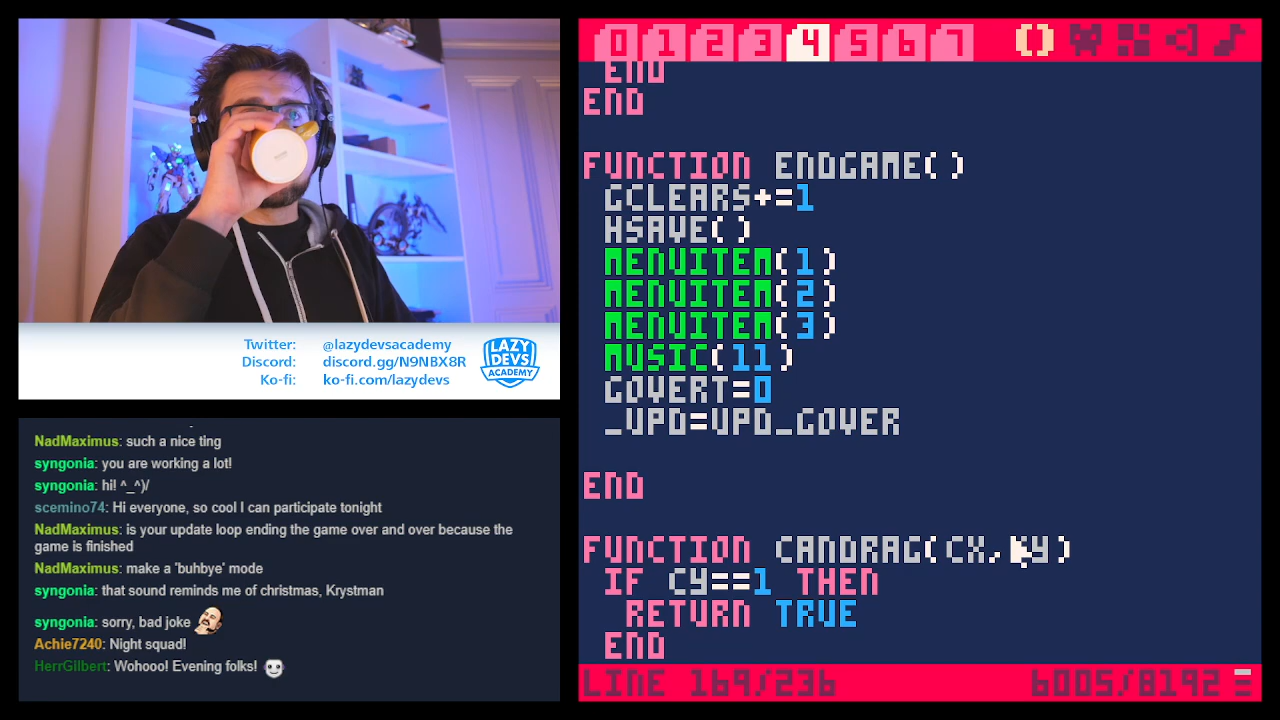 Twitter: @lazydevsacademy
Discord: discord.gg/N9NBX8R
Ko-fi: ko-fi.com/lazydevs
LAZY
DEVS
ACADEMY
NadMaximus: such a nice ting
syngonia: you are working a lot!
syngonia: hi! ^_^)/
scemino74: Hi everyone, so cool I can participate tonight
NadMaximus: is your update loop ending the game over and over because the
game is finished
NadMaximus: make a 'buhbye' mode
syngonia: that sound reminds me of christmas, Krystman
syngonia: sorry, bad joke
Achie7240: Night squad!
HerrGilbert: Wohooo! Evening folks!
0 1 2 3 4 5 6 7 ()
END
END
FUNCTION ENDGAME()
GCLEARS+=1
HSAVE()
MENUITEM(1)
MENUITEM(2)
MENUITEM(3)
MUSIC(11)
GOVERT=0
_UPD=UPD_GOVER
END
FUNCTION CANDRAG(CX,CY)
IF CY==1 THEN
RETURN TRUE
END
LINE 169/236 6005/8192